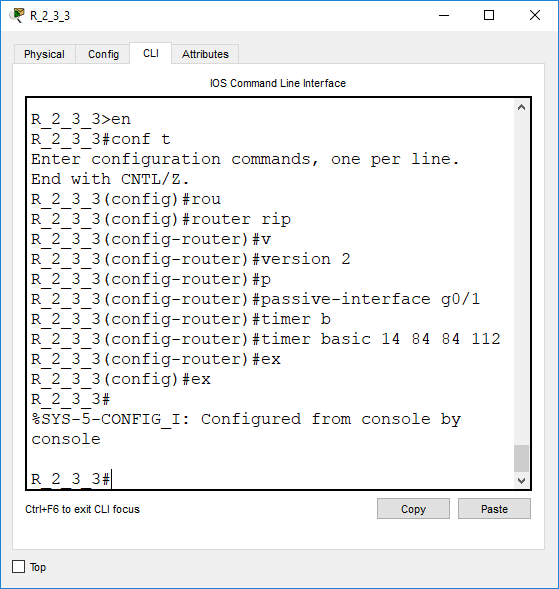 R_2_3_3
Physical Config CLI Attributes
IOS Command Line Interface
R_2_3_3>en
R_2_3_3#conf t
Enter configuration commands, one per line.
End with CNTL/Z.
R_2_3_3(config)#rou
R_2_3_3(config)#router rip
R_2_3_3(config-router)#v
R_2_3_3(config-router)#version 2
R_2_3_3(config-router)#p
R_2_3_3(config-router)#passive-interface g0/1
R_2_3_3(config-router)#timer b
R_2_3_3(config-router)#timer basic 14 84 84 112
R_2_3_3(config-router)#ex
R_2_3_3(config)#ex
R_2_3_3#
%SYS-5-CONFIG_I: Configured from console by
console
R_2_3_3#
Ctrl+F6 to exit CLI focus Copy Paste
Top